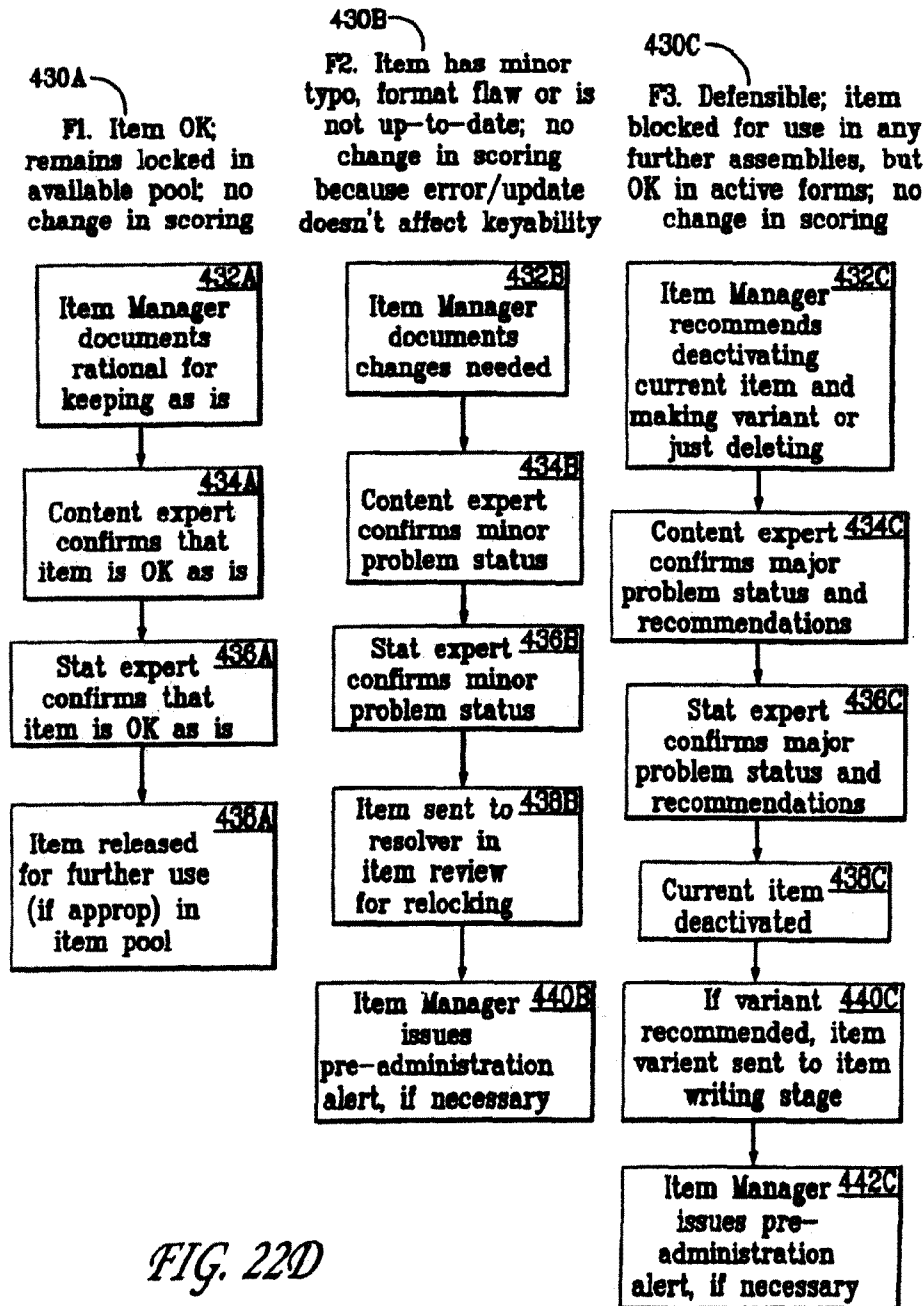 430A
F1. Item OK;
remains locked in
available pool; no
change in scoring
432A
Item Manager
documents
rational for
keeping as is
434A
Content expert
confirms that
item is OK as is
436A
Stat expert
confirms that
item is OK as is
438A
Item released
for further use
(if approp) in
item pool
430B
F2. Item has minor
typo, format flaw or is
not up-to-date; no
change in scoring
because error/update
doesn't affect keyability
432B
Item Manager
documents
changes needed
434B
Content expert
confirms minor
problem status
Stat expert 436B
confirms minor
problem status
Item sent to 438B
resolver in
item review
for relocking
Item Manager 440B
issues
pre-administration
alert, if necessary
430C
F3. Defensible; item
blocked for use in any
further assemblies, but
OK in active forms; no
change in scoring
432C
Item Manager
recommends
deactivating
current item and
making variant or
just deleting
Content expert 434C
confirms major
problem status and
recommendations
Stat expert 436C
confirms major
problem status and
recommendations
Current item 438C
deactivated
If variant 440C
recommended, item
varient sent to item
writing stage
Item Manager 442C
issues pre-
administration
alert, if necessary
FIG. 22D